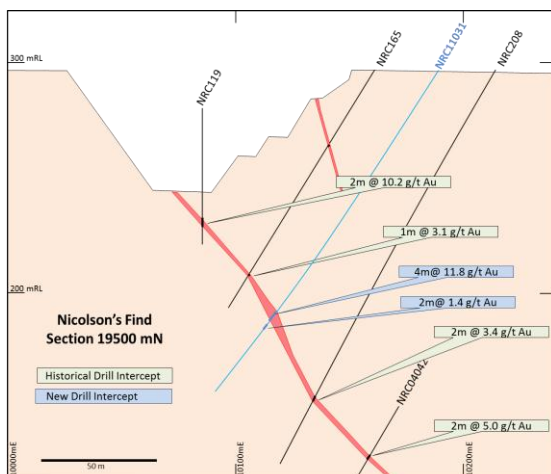 300 mRL
NRC119
NRC165
NRC11031
NRC208
2m @ 10.2 g/t Au
1m @ 3.1 g/t Au
4m@ 11.8 g/t Au
200 mRL
2m@ 1.4 g/t Au
Nicolson's Find
Section 19500 mN
2m @ 3.4 g/t Au
Historical Drill Intercept
New Drill Intercept
NRC04042
2m @ 5.0 g/t Au
50 m
10000mE
10100mE
10200mE